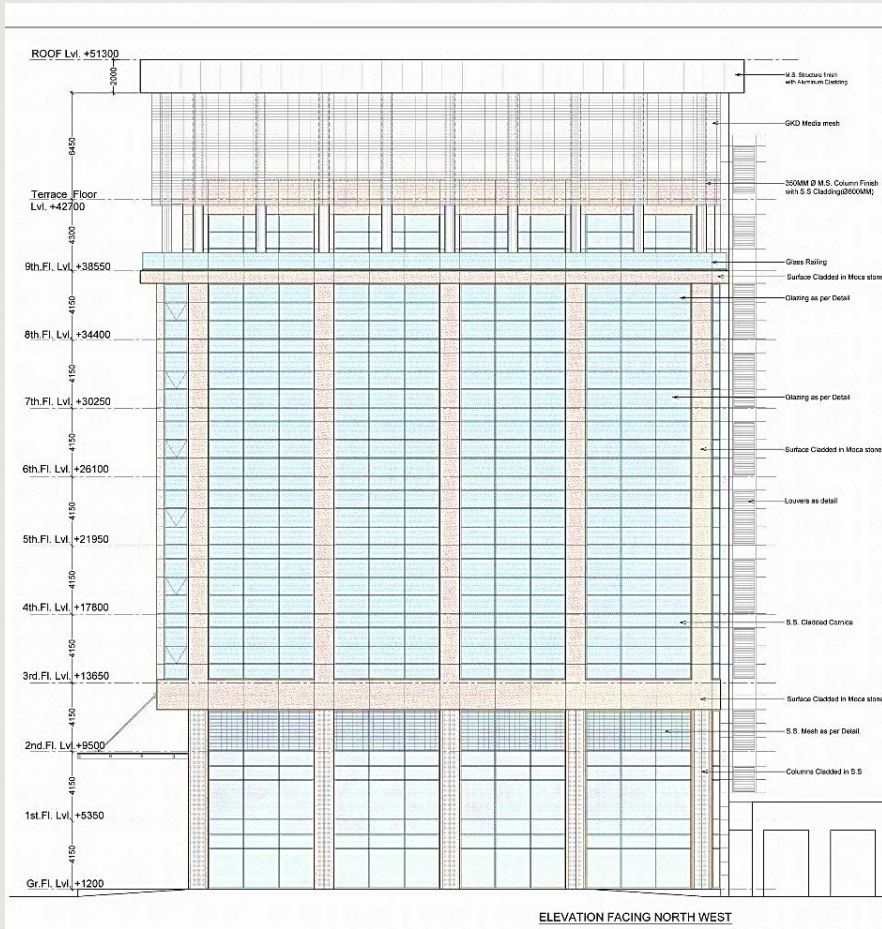 ROOF Lvl. +51300
2000
M.S. Structure finish
with Aluminum Cladding
6450
GKD Media mesh
350MM Ø M.S. Column Finish
with S.S Cladding(Ø600MM)
Terrace Floor
Lvl. +42700
4300
Glass Railing
9th.Fl. Lvl. +38550
Surface Cladded in Moca stone
4150
Glazing as per Detail
8th.Fl. Lvl. +34400
4150
Glazing as per Detail
7th.Fl. Lvl. +30250
4150
Surface Cladded in Moca stone
6th.Fl. Lvl. +26100
4150
Louvers as detail
5th.Fl. Lvl. +21950
4150
4th.Fl. Lvl. +17800
S.S. Cladded Cornice
4150
3rd.Fl. Lvl. +13650
Surface Cladded in Moca stone
4150
S.S. Mesh as per Detail.
2nd.Fl. Lvl.+9500
Columns Cladded in S.S
4150
1st.Fl. Lvl. +5350
4150
Gr.Fl. Lvl. +1200
ELEVATION FACING NORTH WEST